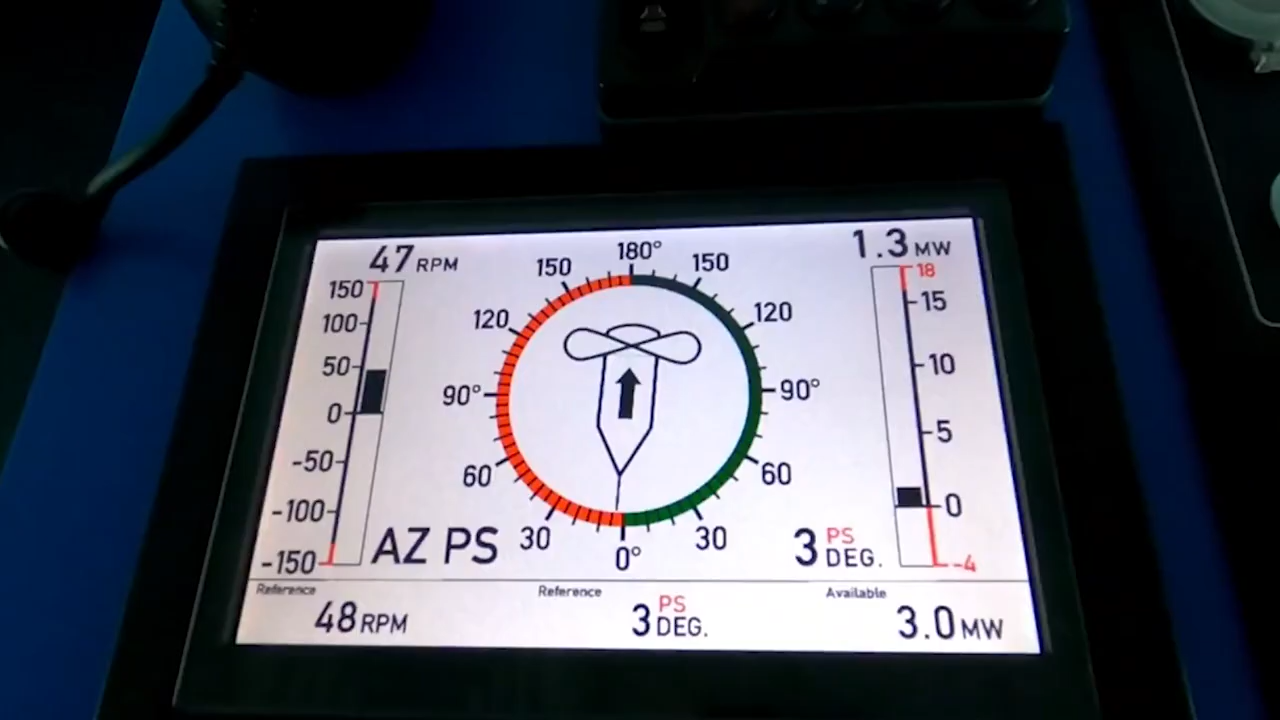 47 RPM
180°
1.3 MW
150
150
18
150
120
120
15
100
50
90°
90°
10
0
5
-50
60
60
0
-100
30
30
AZ PS
3 PS DEG.
-150
0°
-4
Reference
Reference
Available
48 RPM
3 PS DEG.
3.0 MW